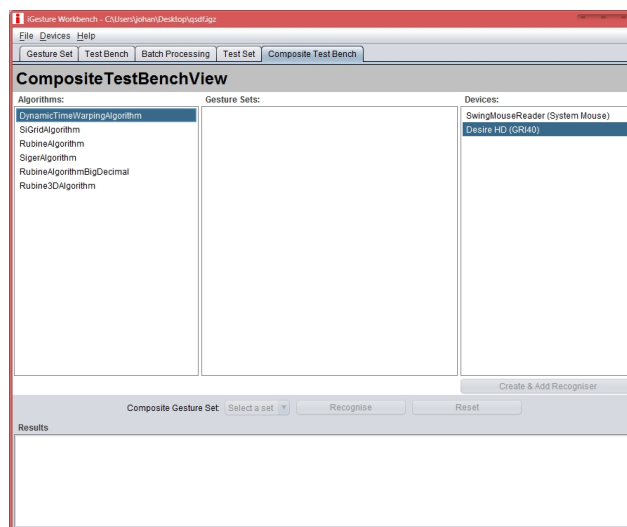 iGesture Workbench - C:\Users\johan\Desktop\qsdf.igz
File Devices Help
Gesture Set Test Bench Batch Processing Test Set Composite Test Bench
CompositeTestBenchView
Algorithms: Gesture Sets: Devices:
DynamicTimeWarpingAlgorithm SwingMouseReader (System Mouse)
SiGridAlgorithm Desire HD (GRI40)
RubineAlgorithm
SigerAlgorithm
RubineAlgorithmBigDecimal
Rubine3DAlgorithm
Create & Add Recogniser
Composite Gesture Set: Select a set Recognise Reset
Results